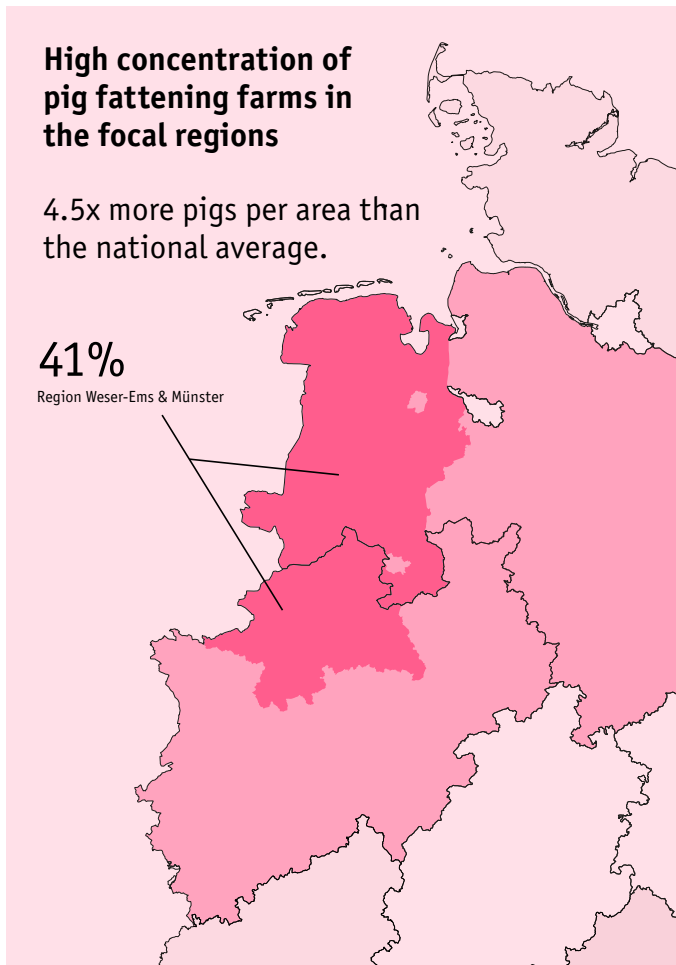 High concentration of
pig fattening farms in
the focal regions
4.5x more pigs per area than
the national average.
41%
Region Weser-Ems & Münster